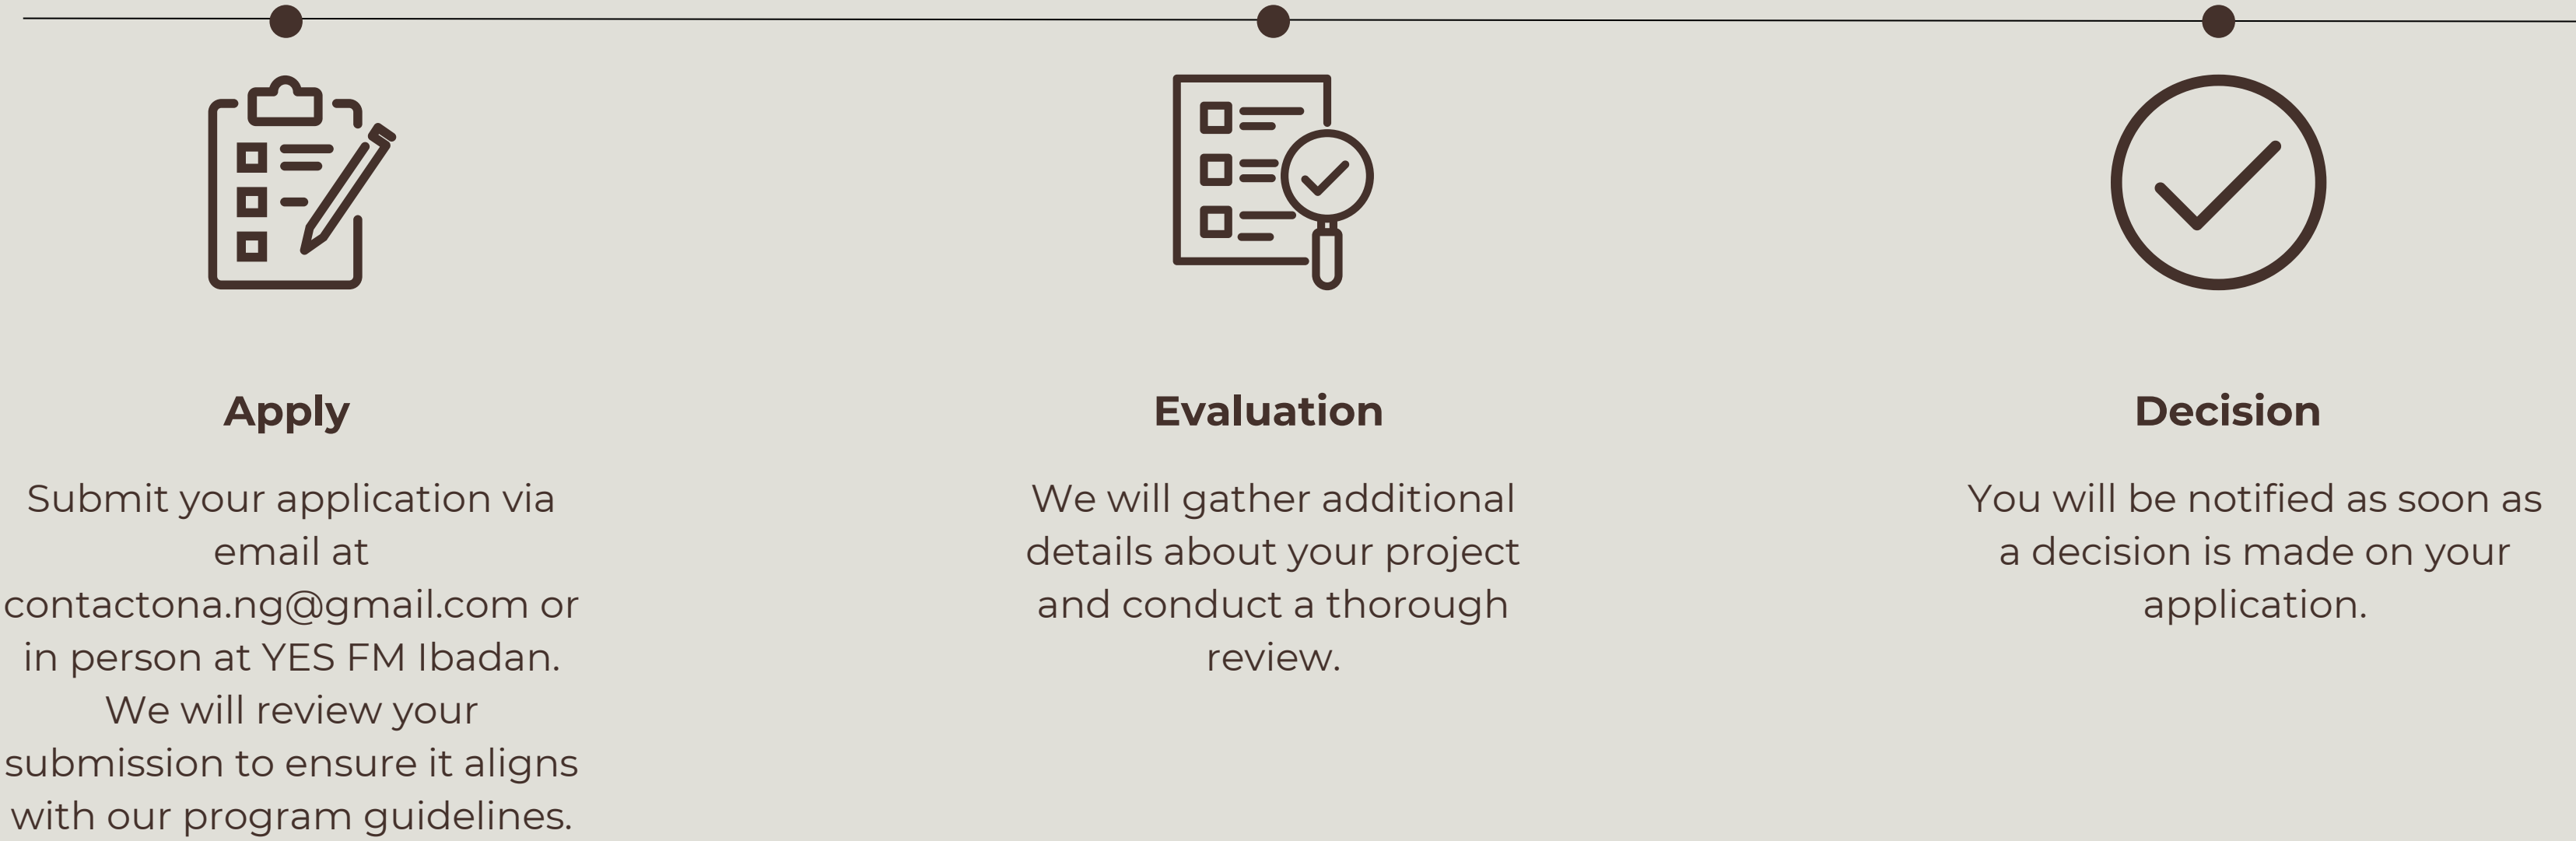 Apply
Submit your application via
email at
contactona.ng@gmail.com or
in person at YES FM Ibadan.
We will review your
submission to ensure it aligns
with our program guidelines.
Evaluation
We will gather additional
details about your project
and conduct a thorough
review.
Decision
You will be notified as soon as
a decision is made on your
application.